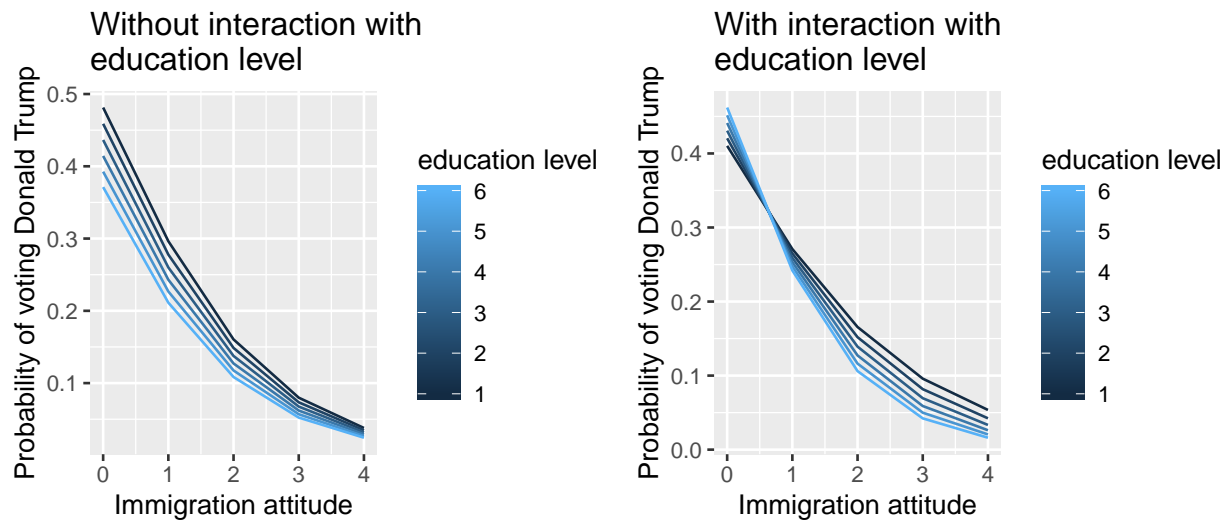 Without interaction with
education level
Probability of voting Donald Trump
0.5
0.4
0.3
0.2
0.1
0 1 2 3 4
Immigration attitude
education level
6
5
4
3
2
1
With interaction with
education level
Probability of voting Donald Trump
0.4
0.3
0.2
0.1
0.0
0 1 2 3 4
Immigration attitude
education level
6
5
4
3
2
1